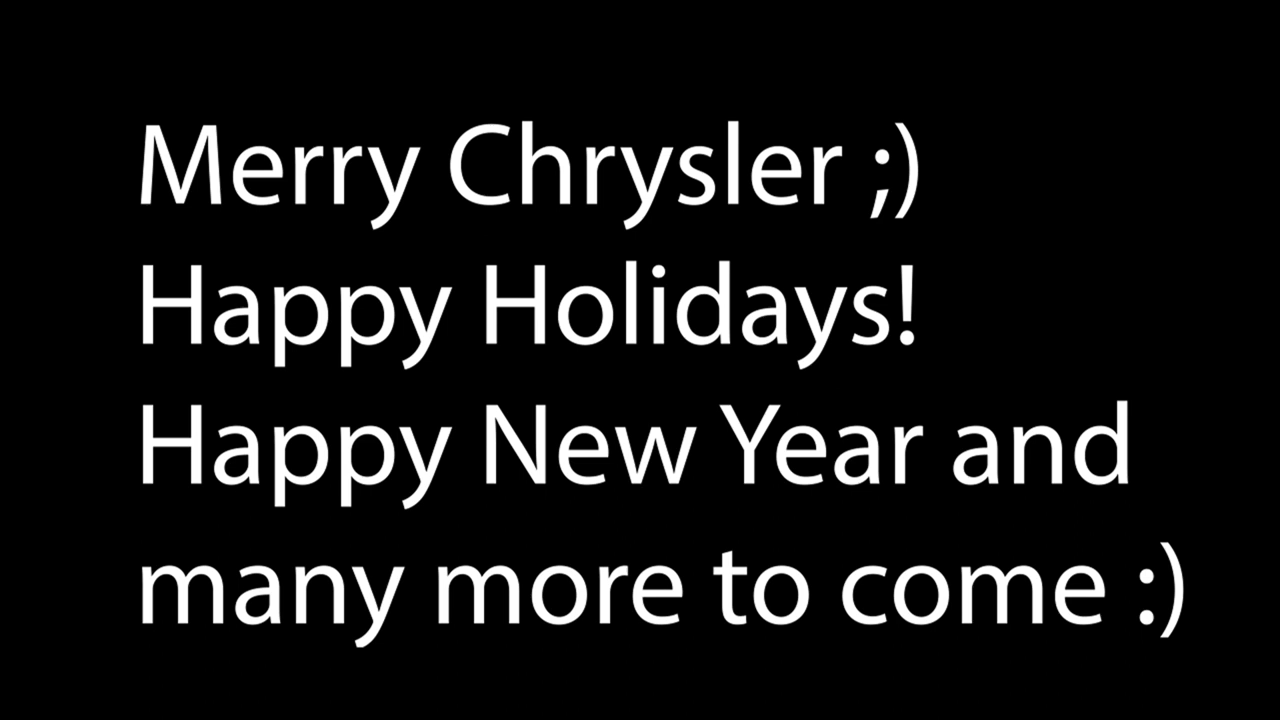 Merry Chrysler ;)
Happy Holidays!
Happy New Year and
many more to come :)